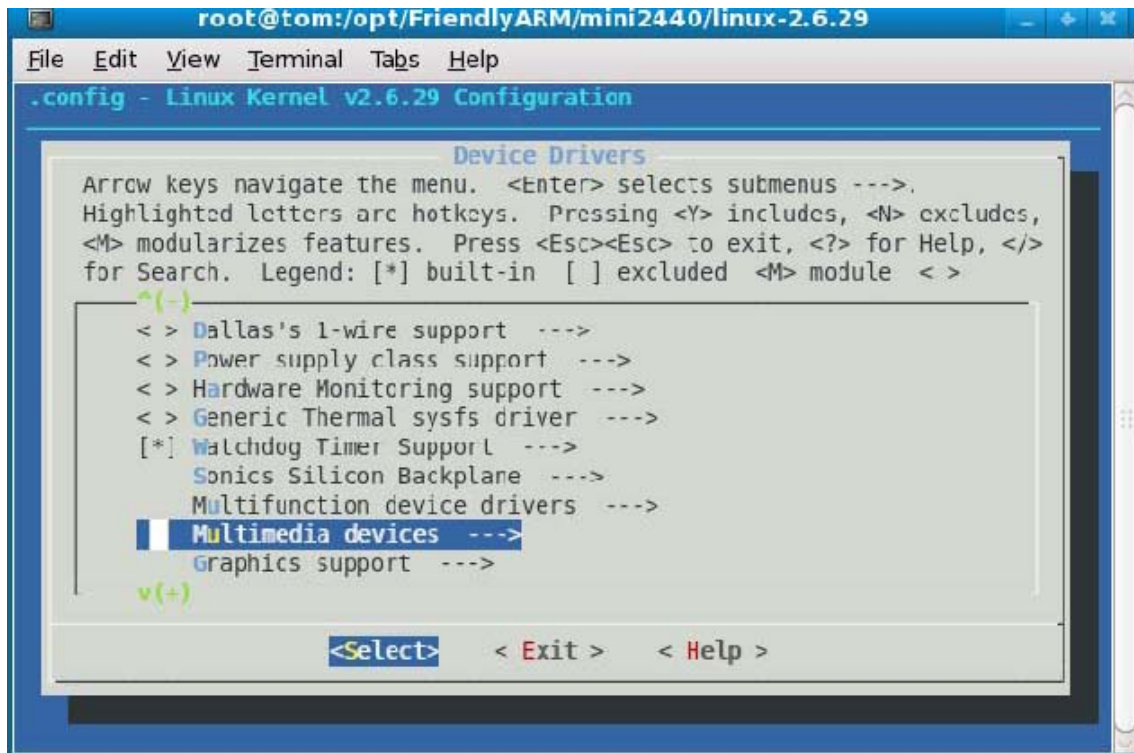 root@tom:/opt/FriendlyARM/mini2440/linux-2.6.29
File Edit View Terminal Tabs Help
.config - Linux Kernel v2.6.29 Configuration
Device Drivers
Arrow keys navigate the menu. <Enter> selects submenus --->.
Highlighted letters are hotkeys. Pressing <Y> includes, <N> excludes,
<M> modularizes features. Press <Esc><Esc> to exit, <?> for Help, </>
for Search. Legend: [*] built-in [ ] excluded <M> module < >
^(-)
< > Dallas's 1-wire support --->
< > Power supply class support --->
< > Hardware Monitoring support --->
< > Generic Thermal sysfs driver --->
[*] Watchdog Timer Support --->
Sonics Silicon Backplane --->
Multifunction device drivers --->
Multimedia devices --->
Graphics support --->
v(+)
<Select> < Exit > < Help >